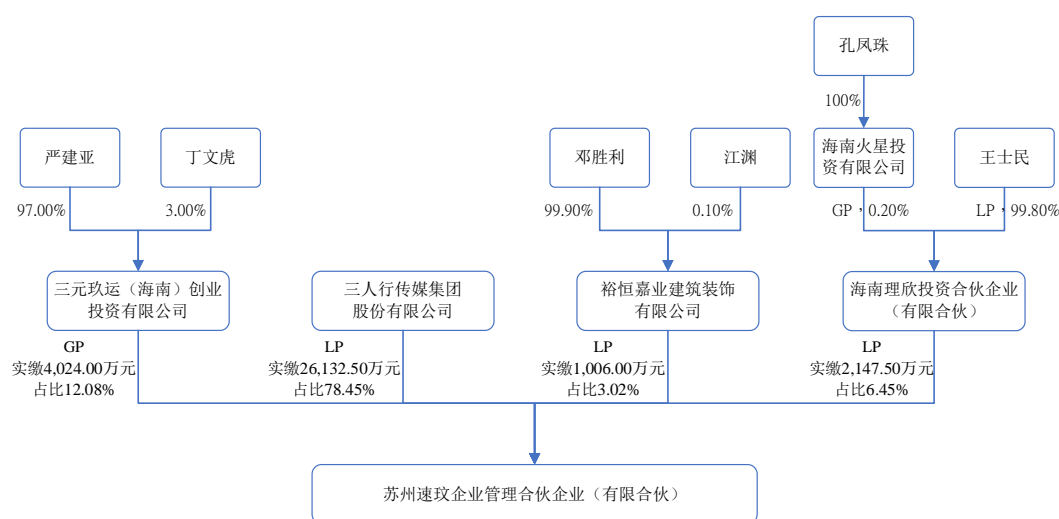 孔凤珠
100%
严建亚
丁文虎
邓胜利
江渊
海南火星投
资有限公司
王士民
97.00%
3.00%
99.90%
0.10%
GP，0.20%
LP，99.80%
三元玖运（海南）创业
投资有限公司
三人行传媒集团
股份有限公司
裕恒嘉业建筑装饰
有限公司
海南理欣投资合伙企业
（有限合伙）
GP
实缴4,024.00万元
占比12.08%
LP
实缴26,132.50万元
占比78.45%
LP
实缴1,006.00万元
占比3.02%
LP
实缴2,147.50万元
占比6.45%
苏州速玟企业管理合伙企业（有限合伙）